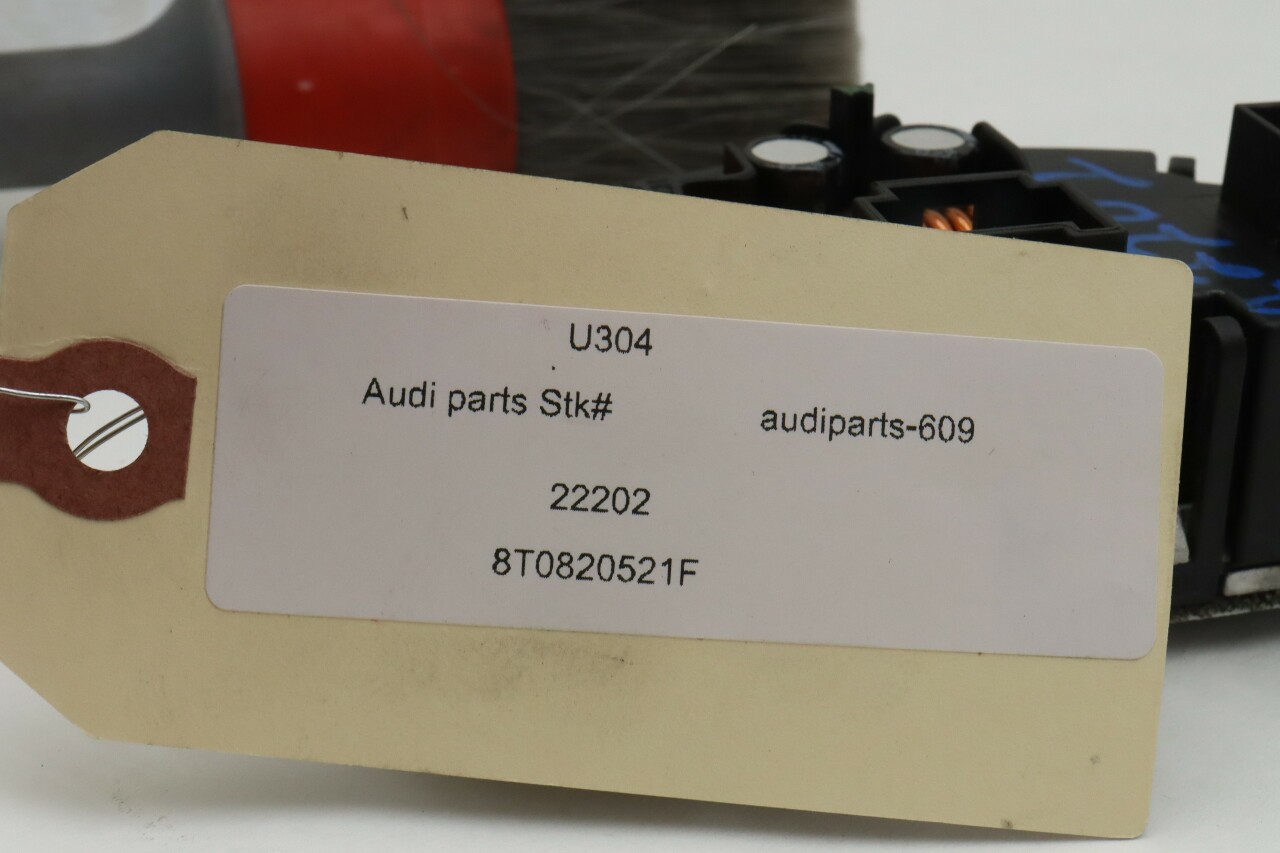 U304
Audi parts Stk# audiparts-609
22202
8T0820521F